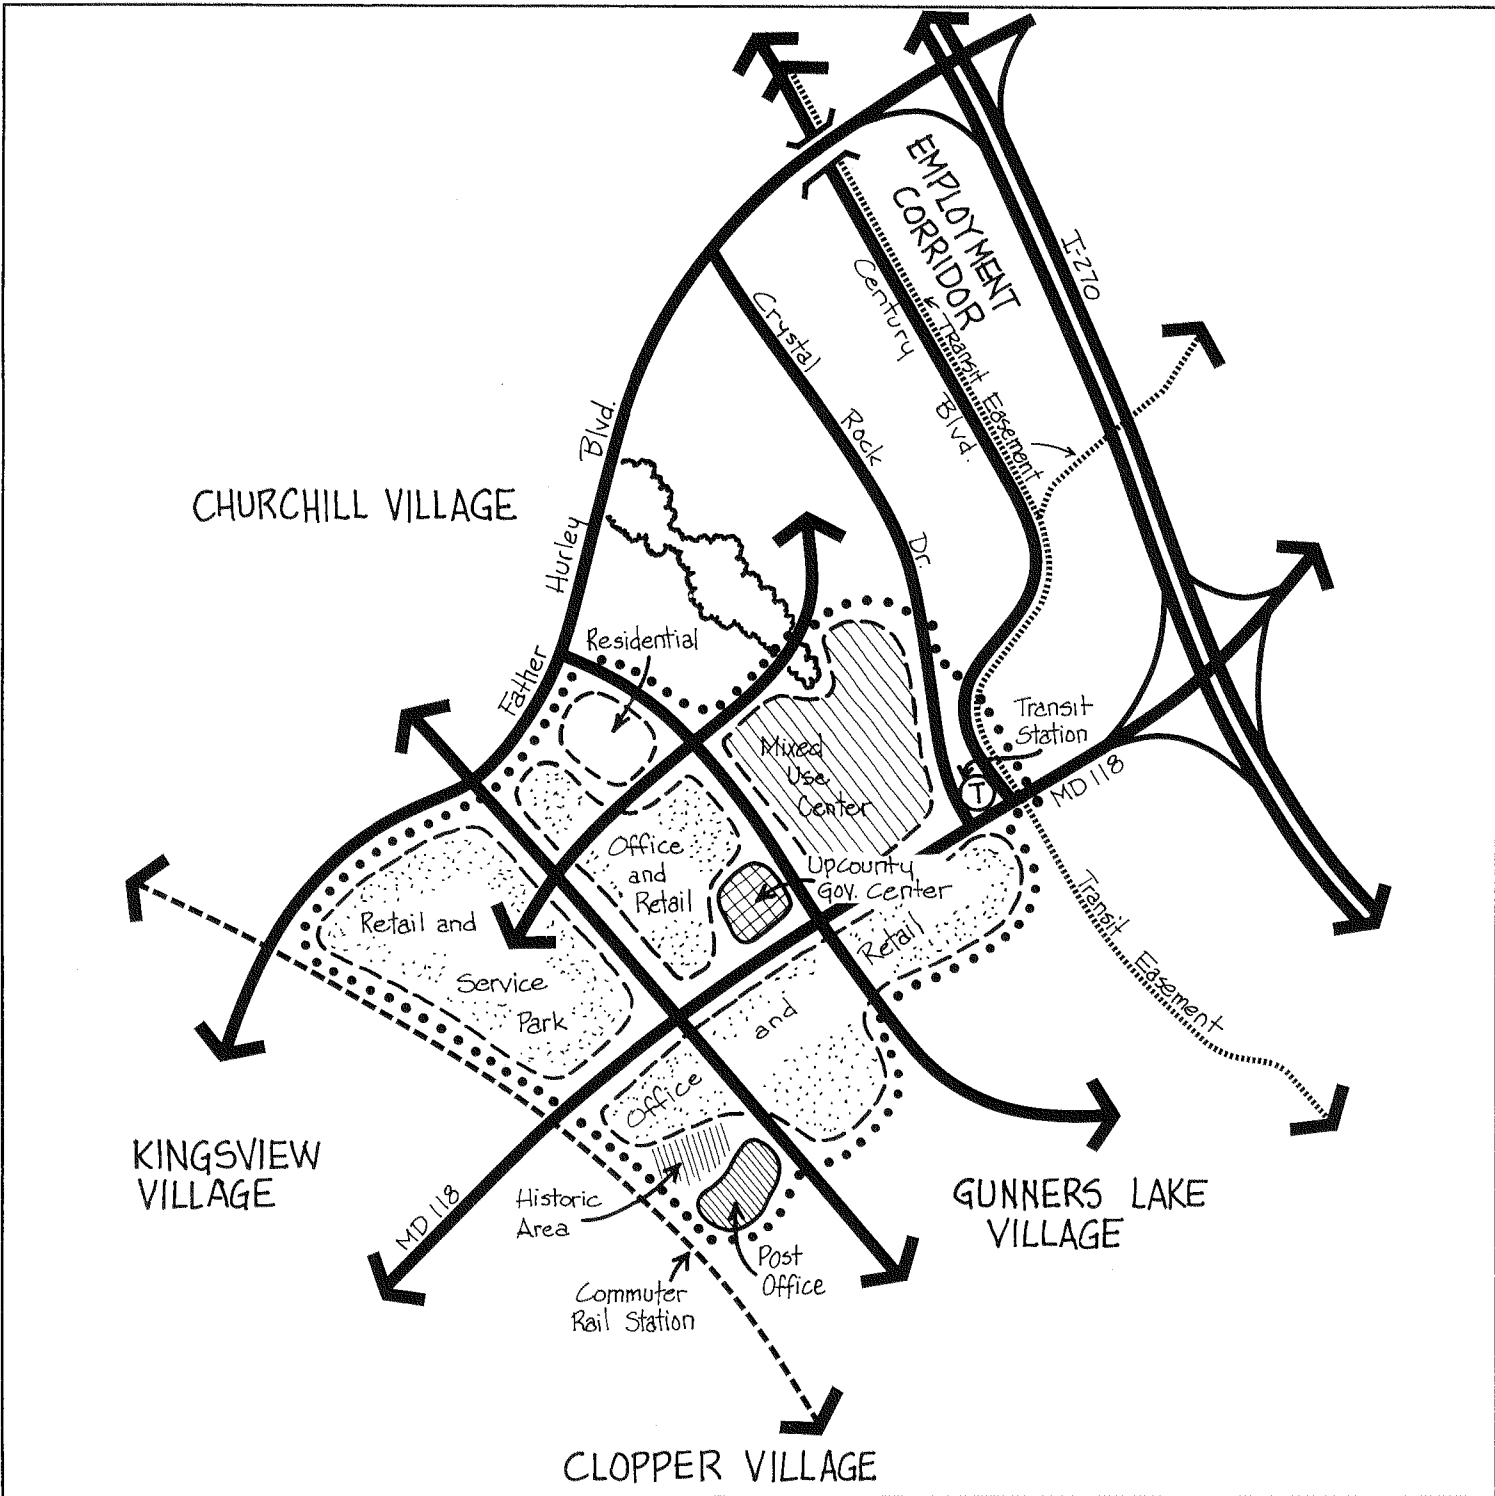 EMPLOYMENT
CORRIDOR
I-270
Century Blvd.
Transit Easement
Crystal Rock Dr.
Father Hurley Blvd.
CHURCHILL VILLAGE
Residential
Transit
Station
T
MD 118
Mixed
Use
Center
Office
and
Retail
Upcounty
Gov. Center
Retail and
Service
Park
Office and Retail
Transit Easement
KINGSVIEW
VILLAGE
MD 118
Historic
Area
Post
Office
Commuter
Rail Station
GUNNERS LAKE
VILLAGE
CLOPPER VILLAGE